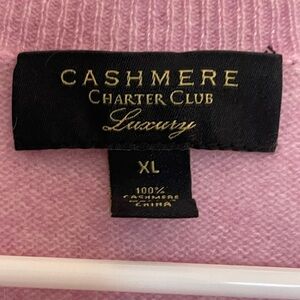 CASHMERE
CHARTER CLUB
Luxury
XL
100%
CASHMERE
CHINA